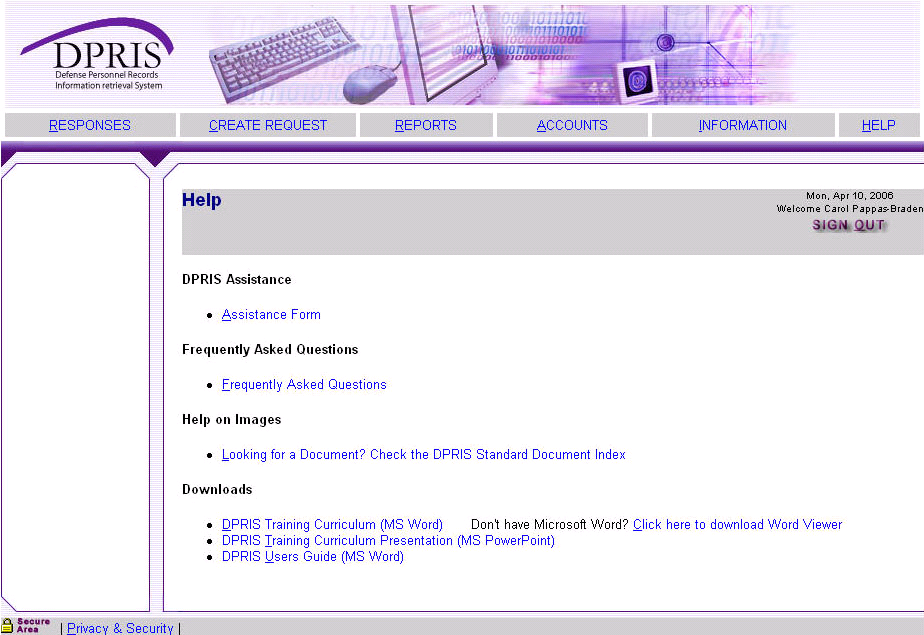 DPRIS
Defense Personnel Records
Information retrieval System
RESPONSES
CREATE REQUEST
REPORTS
ACCOUNTS
INFORMATION
HELP
Help
Mon, Apr 10, 2006
Welcome Carol Pappas-Braden
SIGN OUT
DPRIS Assistance
Assistance Form
Frequently Asked Questions
Frequently Asked Questions
Help on Images
Looking for a Document? Check the DPRIS Standard Document Index
Downloads
DPRIS Training Curriculum (MS Word) Don't have Microsoft Word? Click here to download Word Viewer
DPRIS Training Curriculum Presentation (MS PowerPoint)
DPRIS Users Guide (MS Word)
Secure
Area
| Privacy & Security |